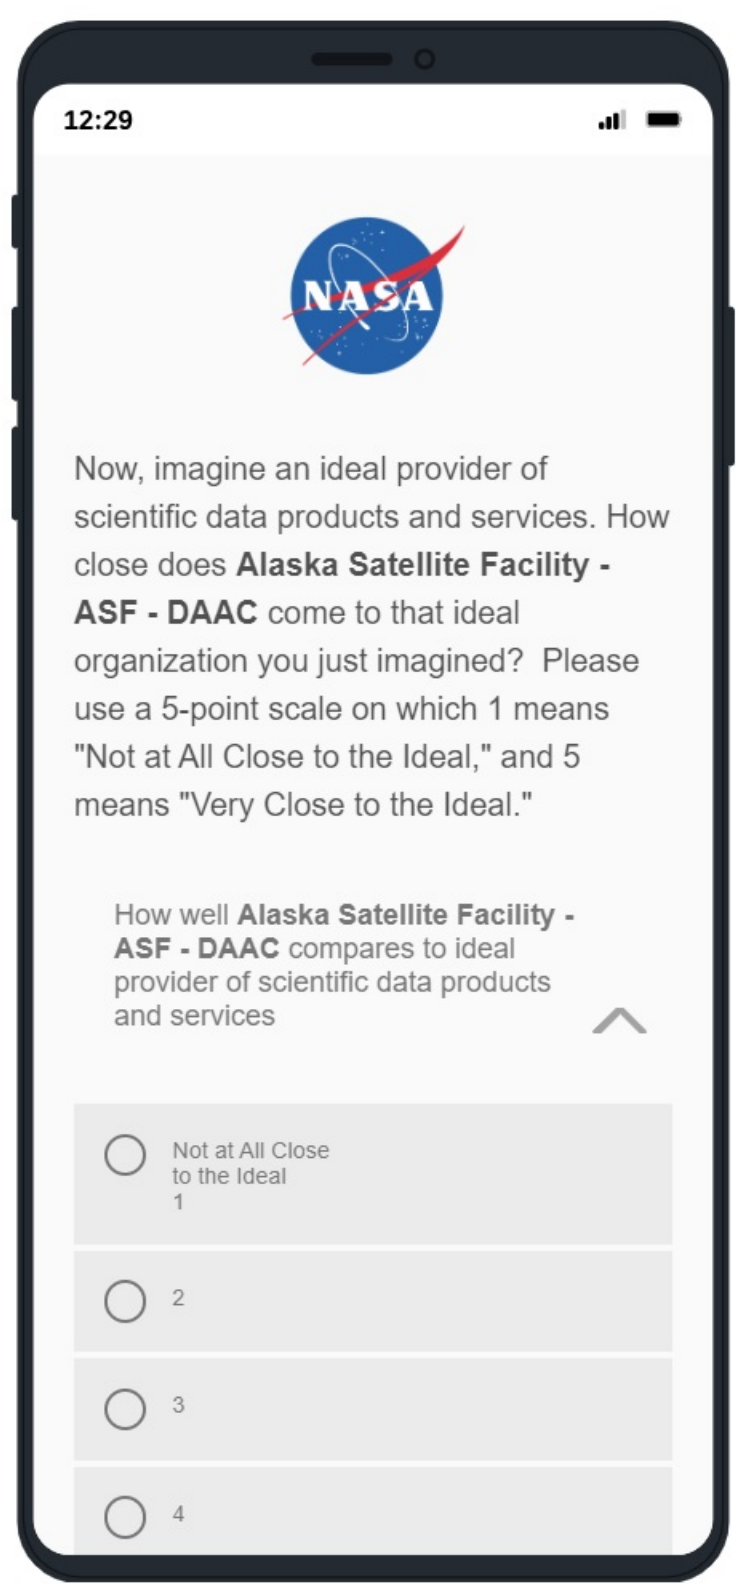 12:29
NASA
Now, imagine an ideal provider of
scientific data products and services. How
close does Alaska Satellite Facility -
ASF - DAAC come to that ideal
organization you just imagined?  Please
use a 5-point scale on which 1 means
"Not at All Close to the Ideal," and 5
means "Very Close to the Ideal."
How well Alaska Satellite Facility -
ASF - DAAC compares to ideal
provider of scientific data products
and services
Not at All Close
to the Ideal
1
2
3
4